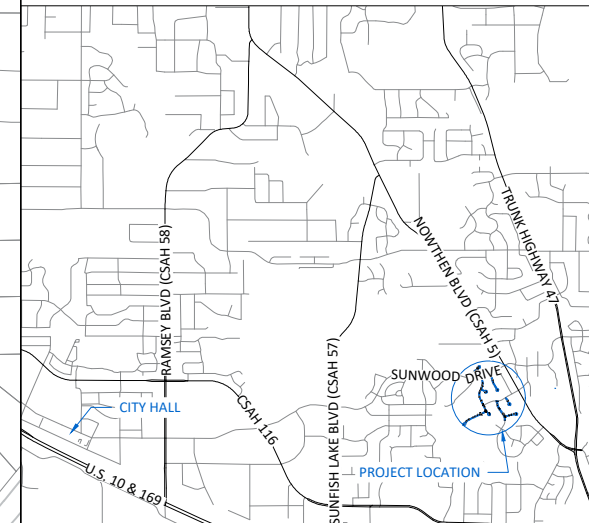 TRUNK HIGHWAY 47
NOWTHEN BLVD (CSAH 5)
RAMSEY BLVD (CSAH 58)
SUNFISH LAKE BLVD (CSAH 57)
SUNWOOD DRIVE
CITY HALL
CSAH 116
PROJECT LOCATION
U.S. 10 & 169